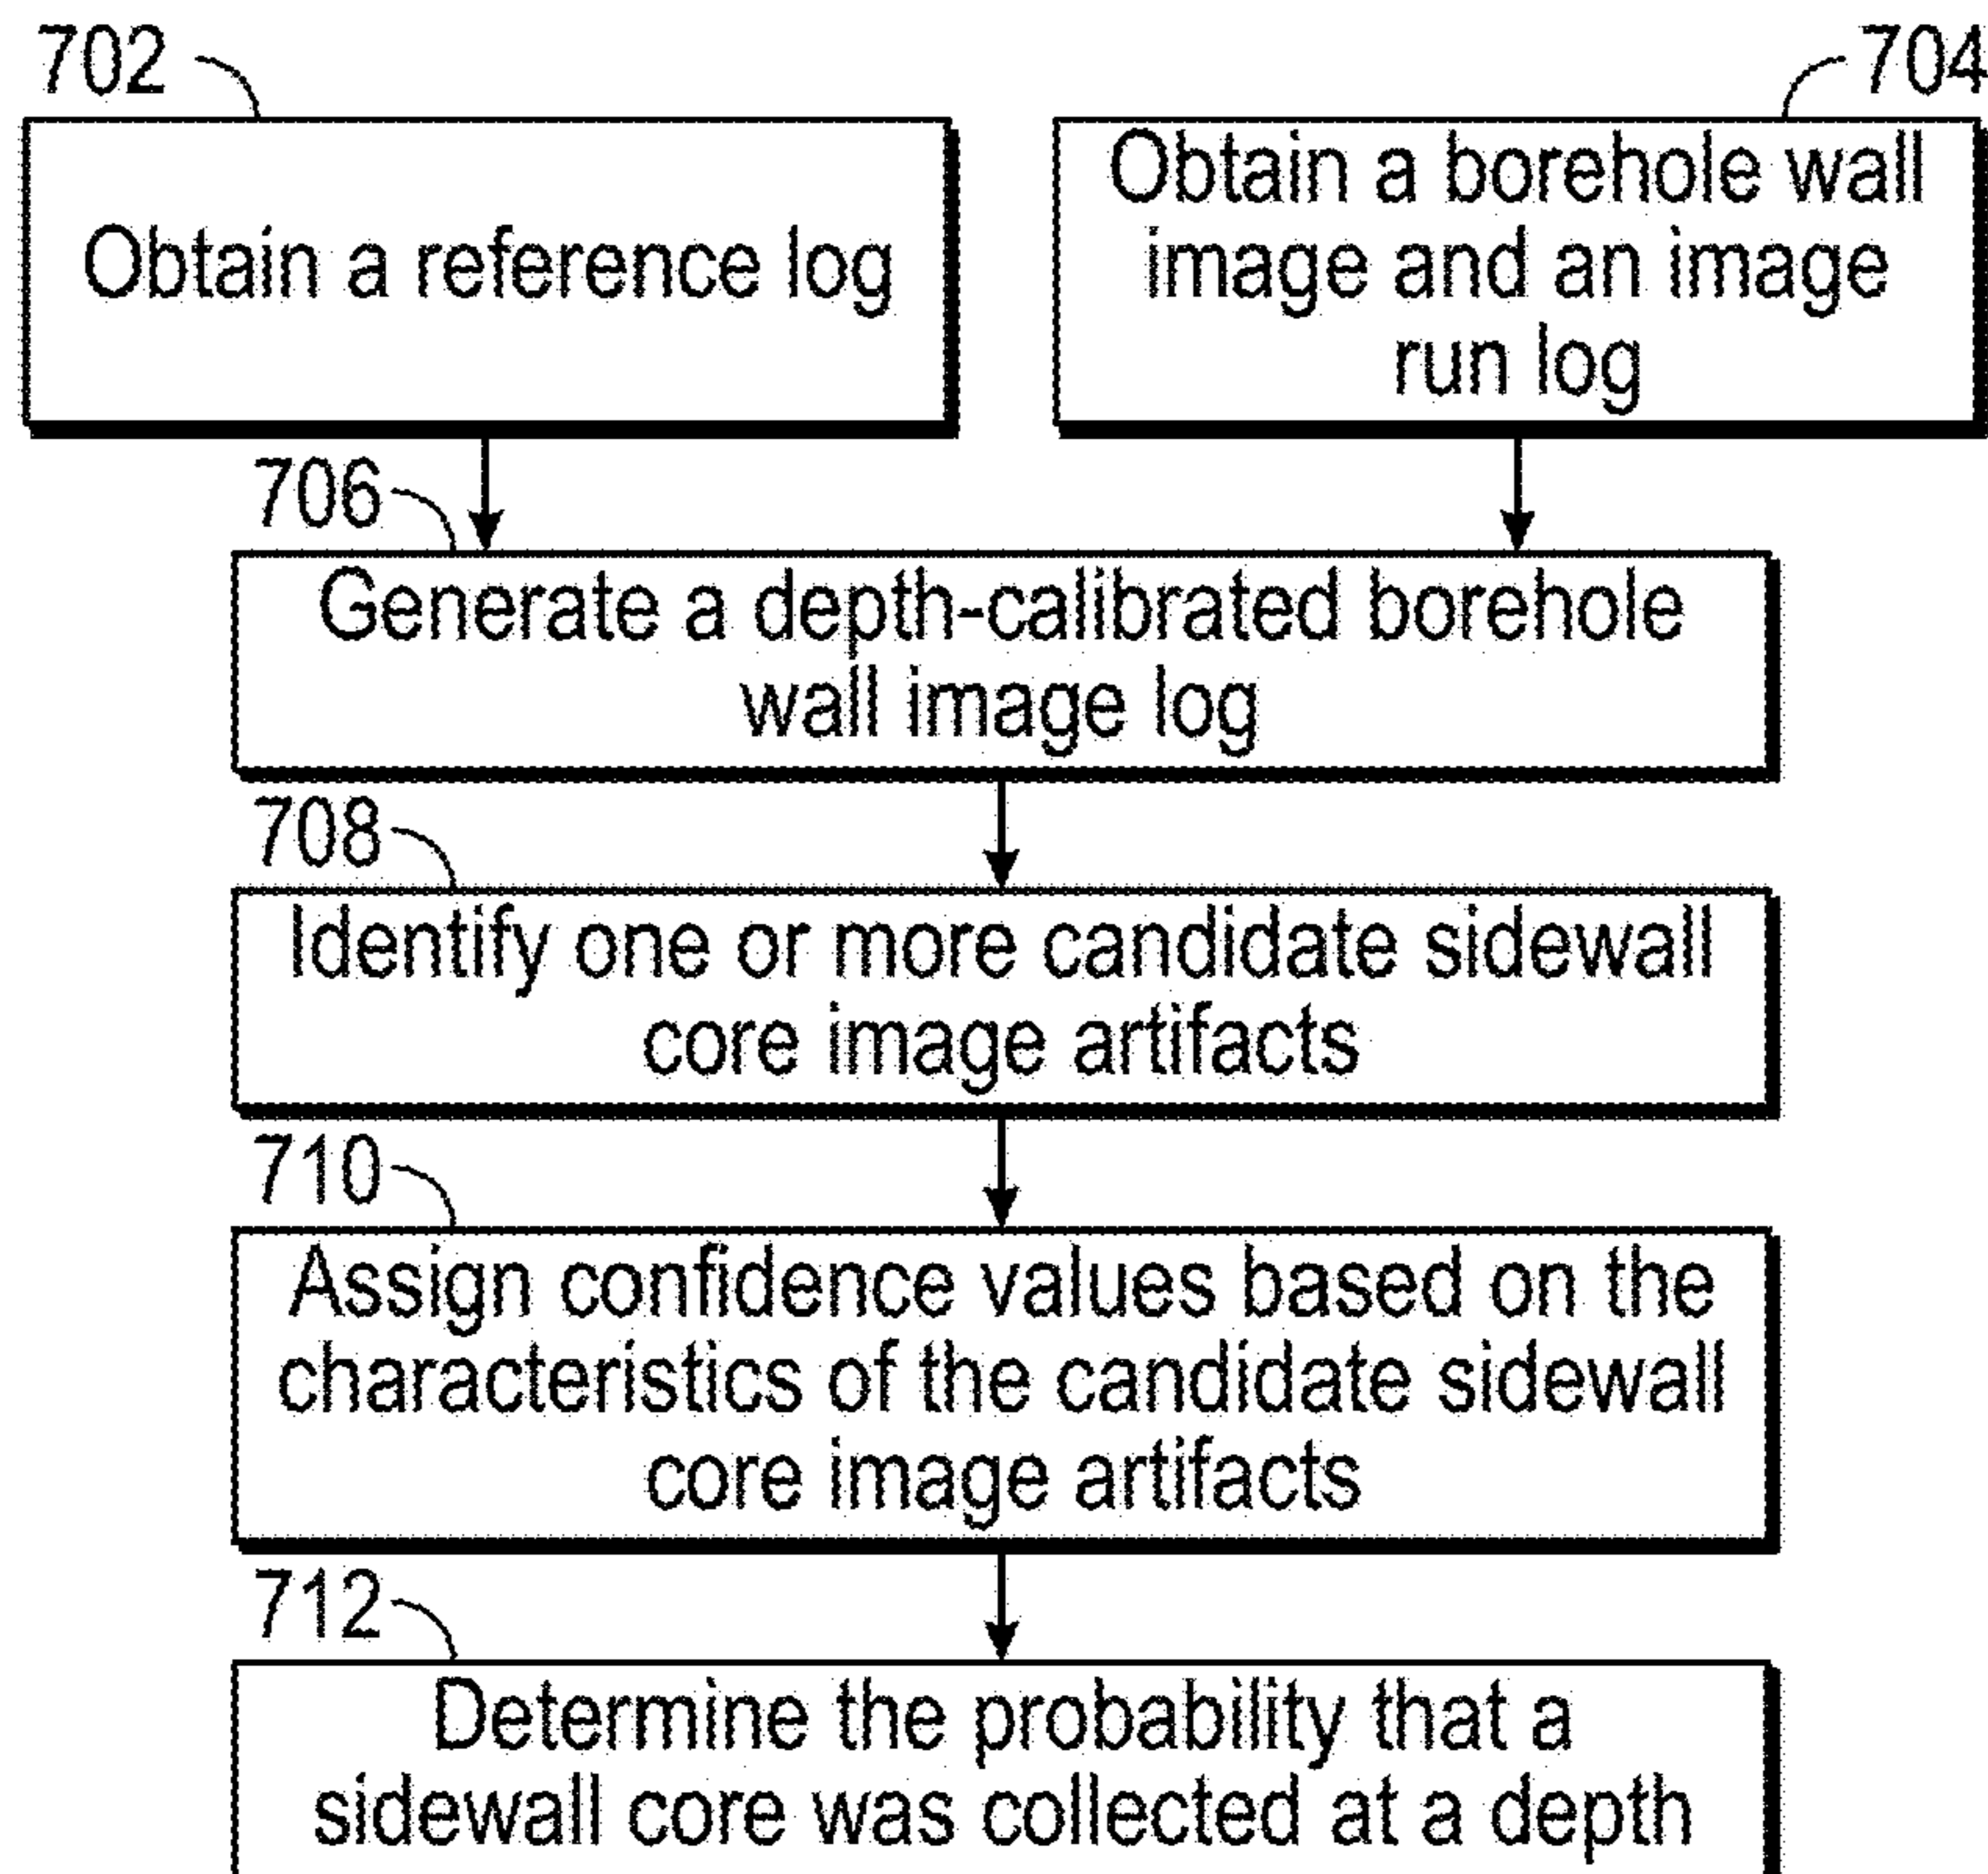 702
704
Obtain a reference log
Obtain a borehole wall
image and an image
run log
706
Generate a depth-calibrated borehole
wall image log
708
Identify one or more candidate sidewall
core image artifacts
710
Assign confidence values based on the
characteristics of the candidate sidewall
core image artifacts
712
Determine the probability that a
sidewall core was collected at a depth